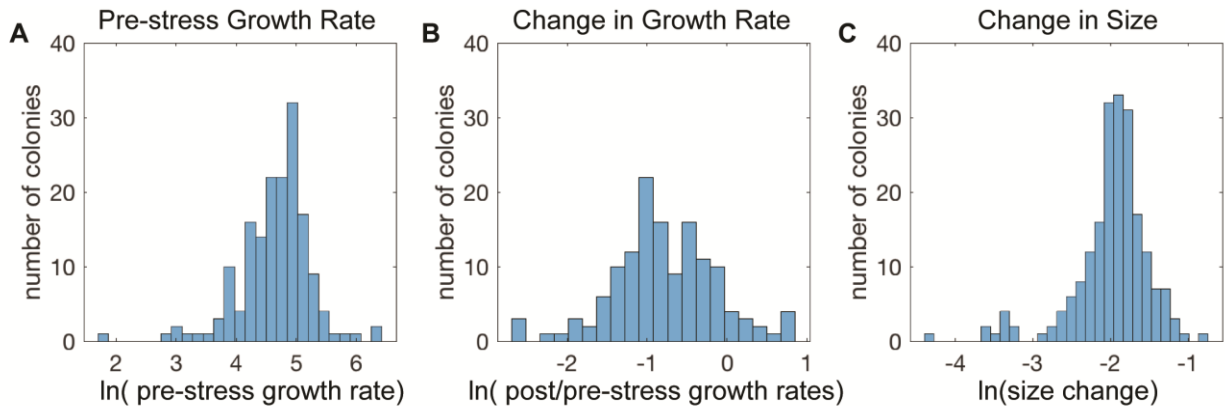 A
Pre-stress Growth Rate
number of colonies
40
30
20
10
0
2 3 4 5 6
ln( pre-stress growth rate)
B
Change in Growth Rate
number of colonies
40
30
20
10
0
-2 -1 0 1
ln( post/pre-stress growth rates)
C
Change in Size
number of colonies
40
30
20
10
0
-4 -3 -2 -1
ln(size change)